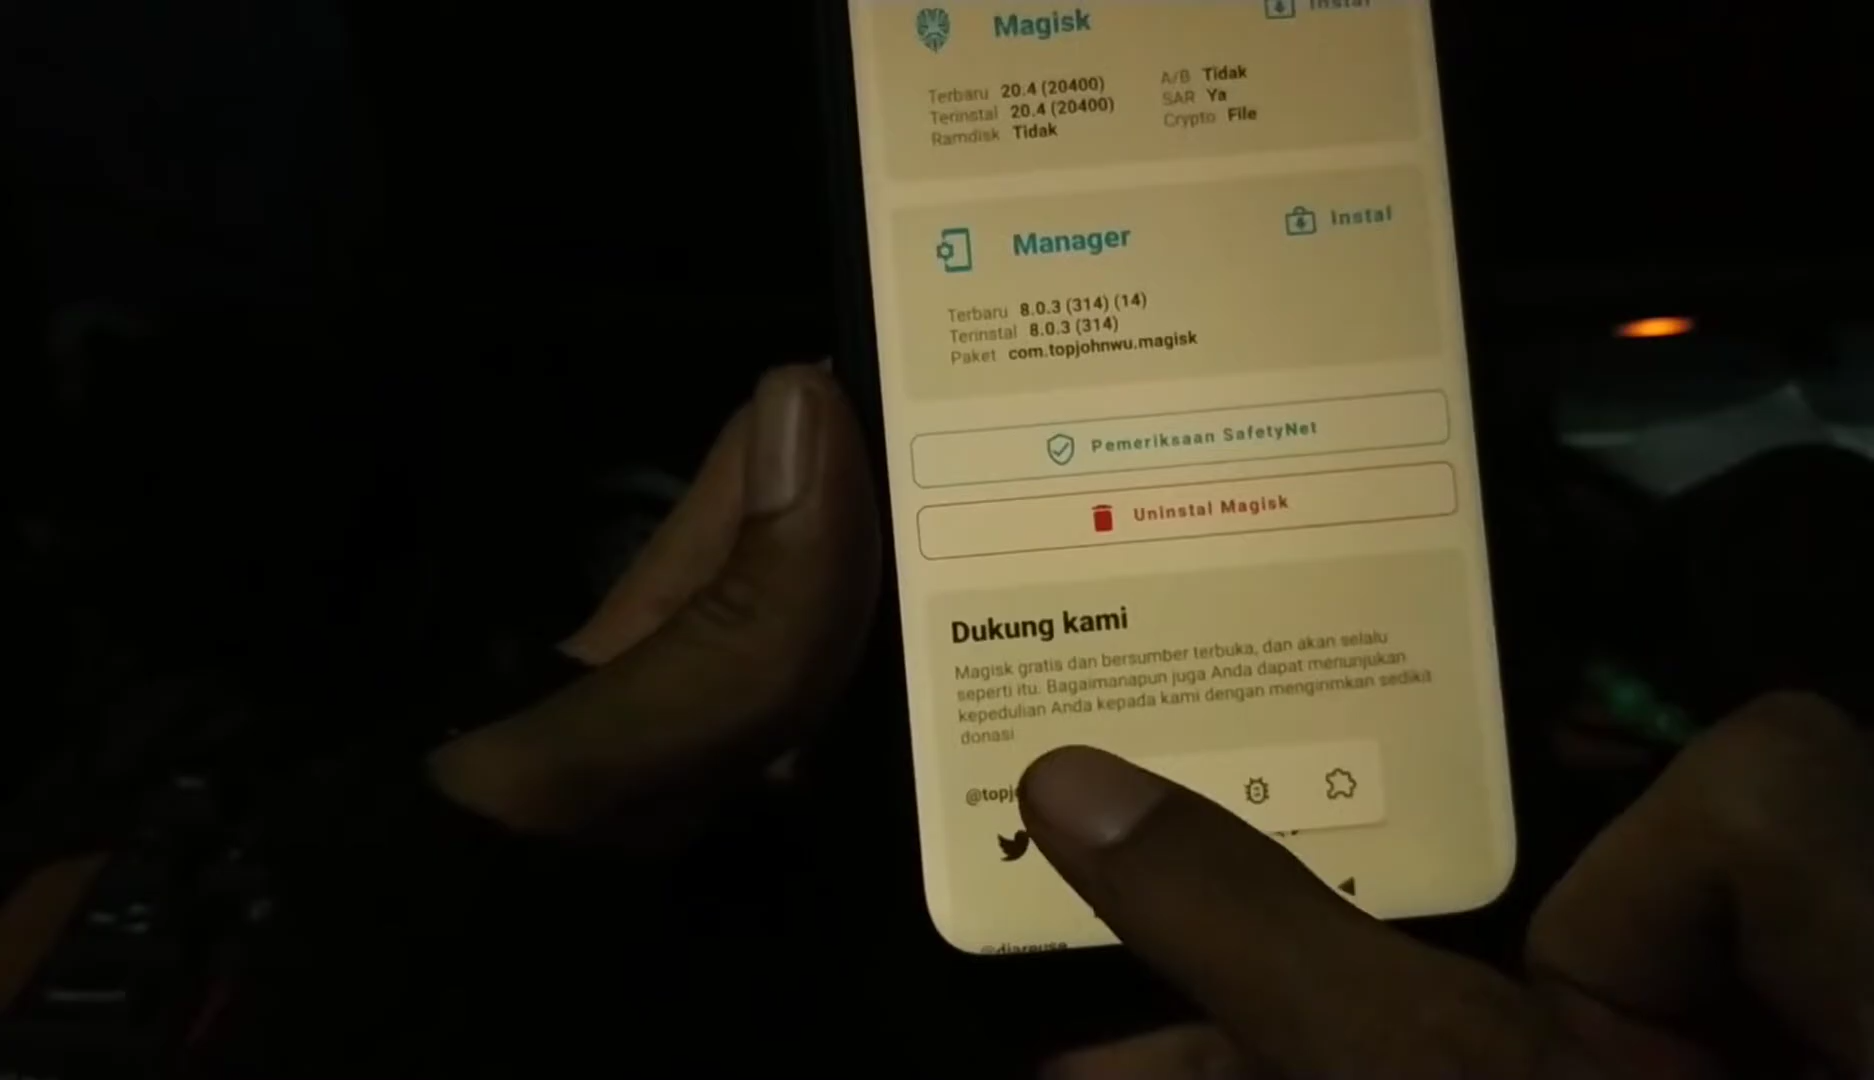 Magisk
Instal
Terbaru 20.4 (20400)
Terinstal 20.4 (20400)
Ramdisk Tidak
A/B Tidak
SAR Ya
Crypto File
Manager
Instal
Terbaru 8.0.3 (314) (14)
Terinstal 8.0.3 (314)
Paket com.topjohnwu.magisk
Pemeriksaan SafetyNet
Uninstal Magisk
Dukung kami
Magisk gratis dan bersumber terbuka, dan akan selalu
seperti itu. Bagaimanapun juga Anda dapat menunjukan
kepedulian Anda kepada kami dengan mengirimkan sedikit
donasi
@diareuse